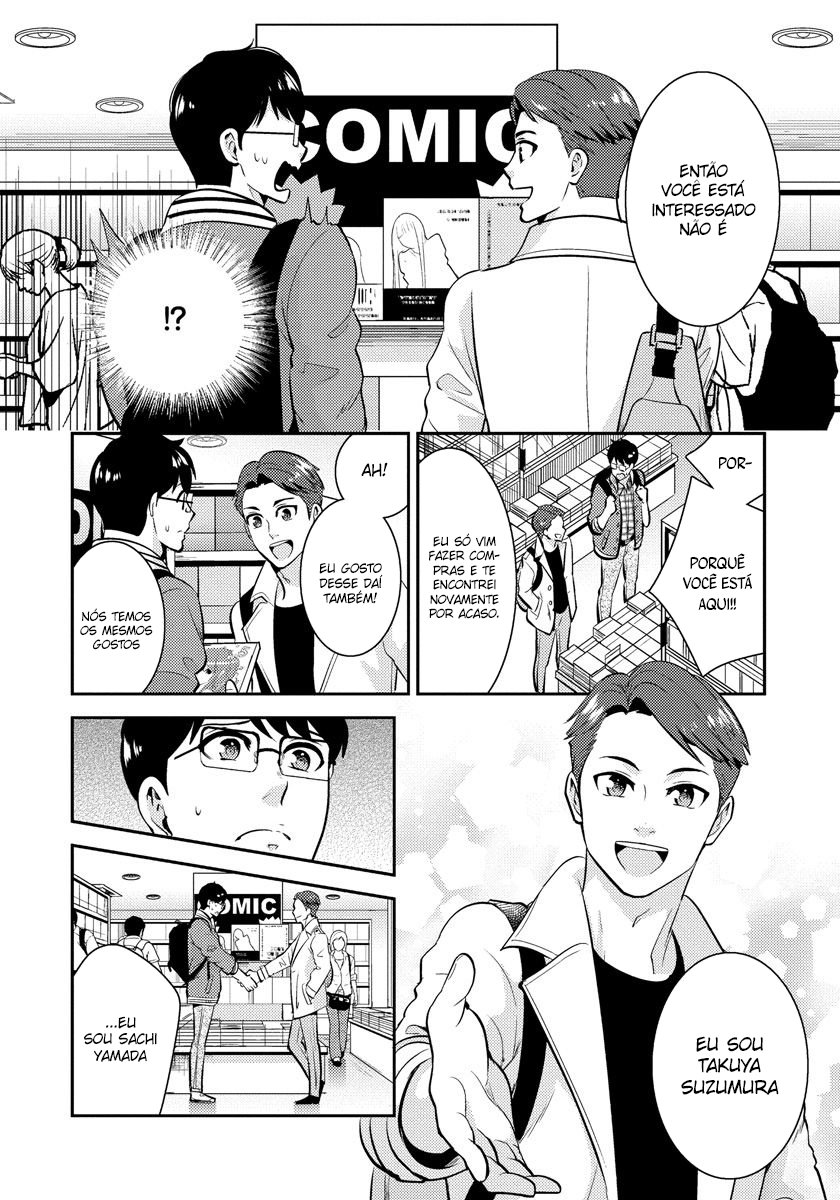 COMIC
ENTÃO
VOCÊ ESTÁ
INTERESSADO
NÃO É
!?
POR-
PORQUÊ
VOCÊ ESTÁ
AQUI!!
EU SÓ VIM
FAZER COM-
PRAS E TE
ENCONTREI
NOVAMENTE
POR ACASO.
AH!
EU GOSTO
DESSE DAÍ
TAMBÉM!
NÓS TEMOS
OS MESMOS
GOSTOS
EU SOU
TAKUYA
SUZUMURA
COMIC
...EU
SOU SACHI
YAMADA